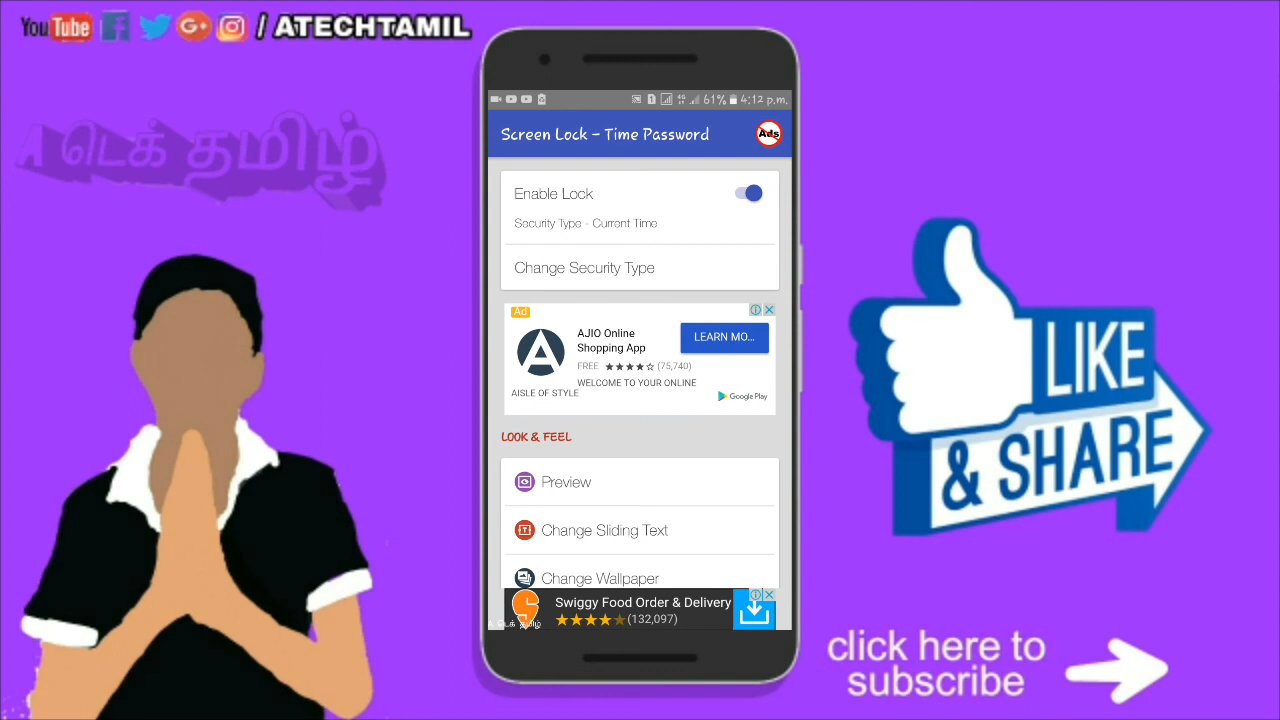 You Tube / ATECHTAMIL
A டெக் தமிழ்
61% 4:12 p.m.
Screen Lock - Time Password
Ads
Enable Lock
Security Type - Current Time
Change Security Type
Ad
AJIO Online
Shopping App
LEARN MO...
FREE ★★★★☆ (75,740)
WELCOME TO YOUR ONLINE
AISLE OF STYLE
Google Play
LOOK & FEEL
Preview
Change Sliding Text
Change Wallpaper
Swiggy Food Order & Delivery
(132,097)
A டெக் தமிழ்
LIKE
& SHARE
click here to
subscribe